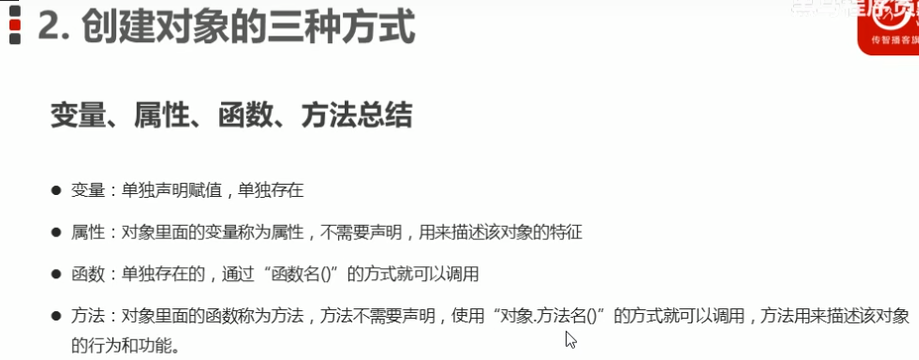 2. 创建对象的三种方式
传智播客旗
变量、属性、函数、方法总结
● 变量：单独声明赋值，单独存在
● 属性：对象里面的变量称为属性，不需要声明，用来描述该对象的特征
● 函数：单独存在的，通过“函数名()”的方式就可以调用
● 方法：对象里面的函数称为方法，方法不需要声明，使用“对象.方法名()”的方式就可以调用，方法用来描述该对象
的行为和功能。